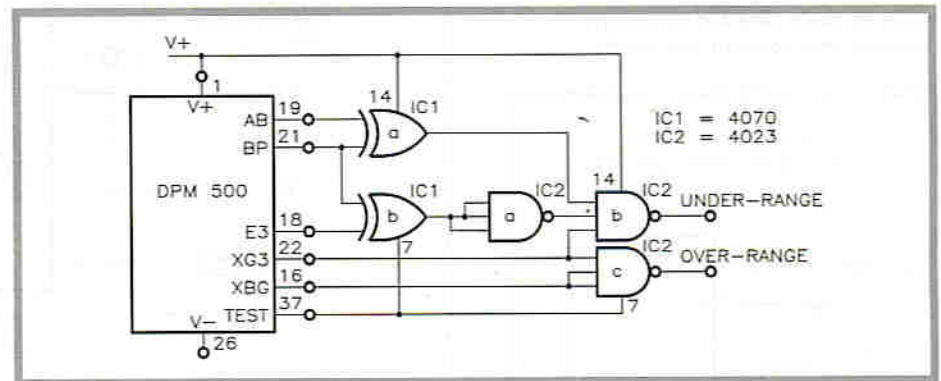 V+
1
V+
14
IC1
AB 19
a
BP 21
IC1 = 4070
IC2 = 4023
DPM 500
14
IC1
IC2
IC2
UNDER-RANGE
b
a
b
E3 18
7
IC2
OVER-RANGE
XG3 22
c
XBG 16
TEST 37
7
V-
26